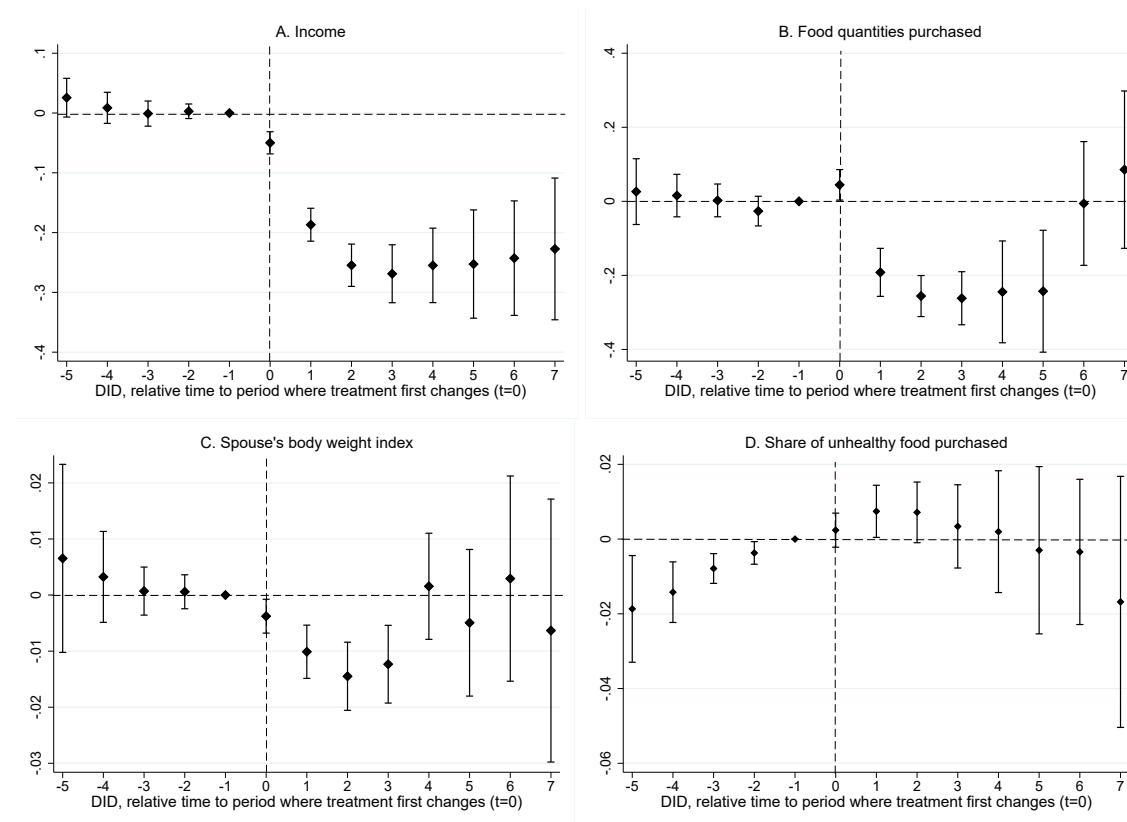 A. Income
.1
0
-.1
-.2
-.3
-.4
-5 -4 -3 -2 -1 0 1 2 3 4 5 6 7
DID, relative time to period where treatment first changes (t=0)
B. Food quantities purchased
.4
.2
0
-.2
-.4
-5 -4 -3 -2 -1 0 1 2 3 4 5 6 7
DID, relative time to period where treatment first changes (t=0)
C. Spouse's body weight index
.02
.01
0
-.01
-.02
-.03
-5 -4 -3 -2 -1 0 1 2 3 4 5 6 7
DID, relative time to period where treatment first changes (t=0)
D. Share of unhealthy food purchased
.02
0
-.02
-.04
-.06
-5 -4 -3 -2 -1 0 1 2 3 4 5 6 7
DID, relative time to period where treatment first changes (t=0)